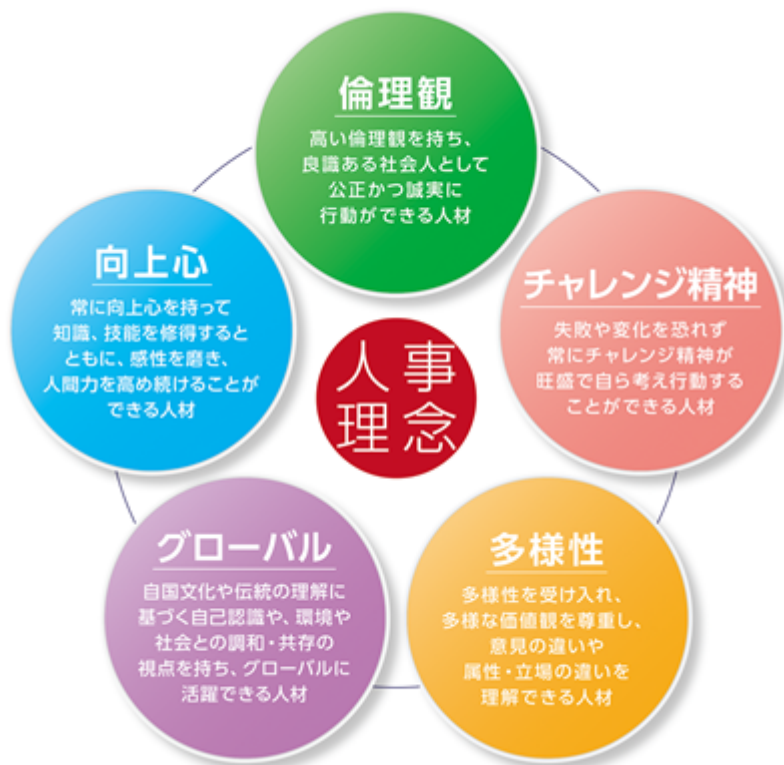 倫理観
高い倫理観を持ち、
良識ある社会人として
公正かつ誠実に
行動ができる人材
向上心
常に向上心を持って
知識、技能を修得すると
ともに、感性を磨き、
人間力を高め続けることが
できる人材
チャレンジ精神
失敗や変化を恐れず
常にチャレンジ精神が
旺盛で自ら考え行動する
ことができる人材
人事
理念
グローバル
自国文化や伝統の理解に
基づく自己認識や、環境や
社会との調和・共存の
視点を持ち、グローバルに
活躍できる人材
多様性
多様性を受け入れ、
多様な価値観を尊重し、
意見の違いや
属性・立場の違いを
理解できる人材